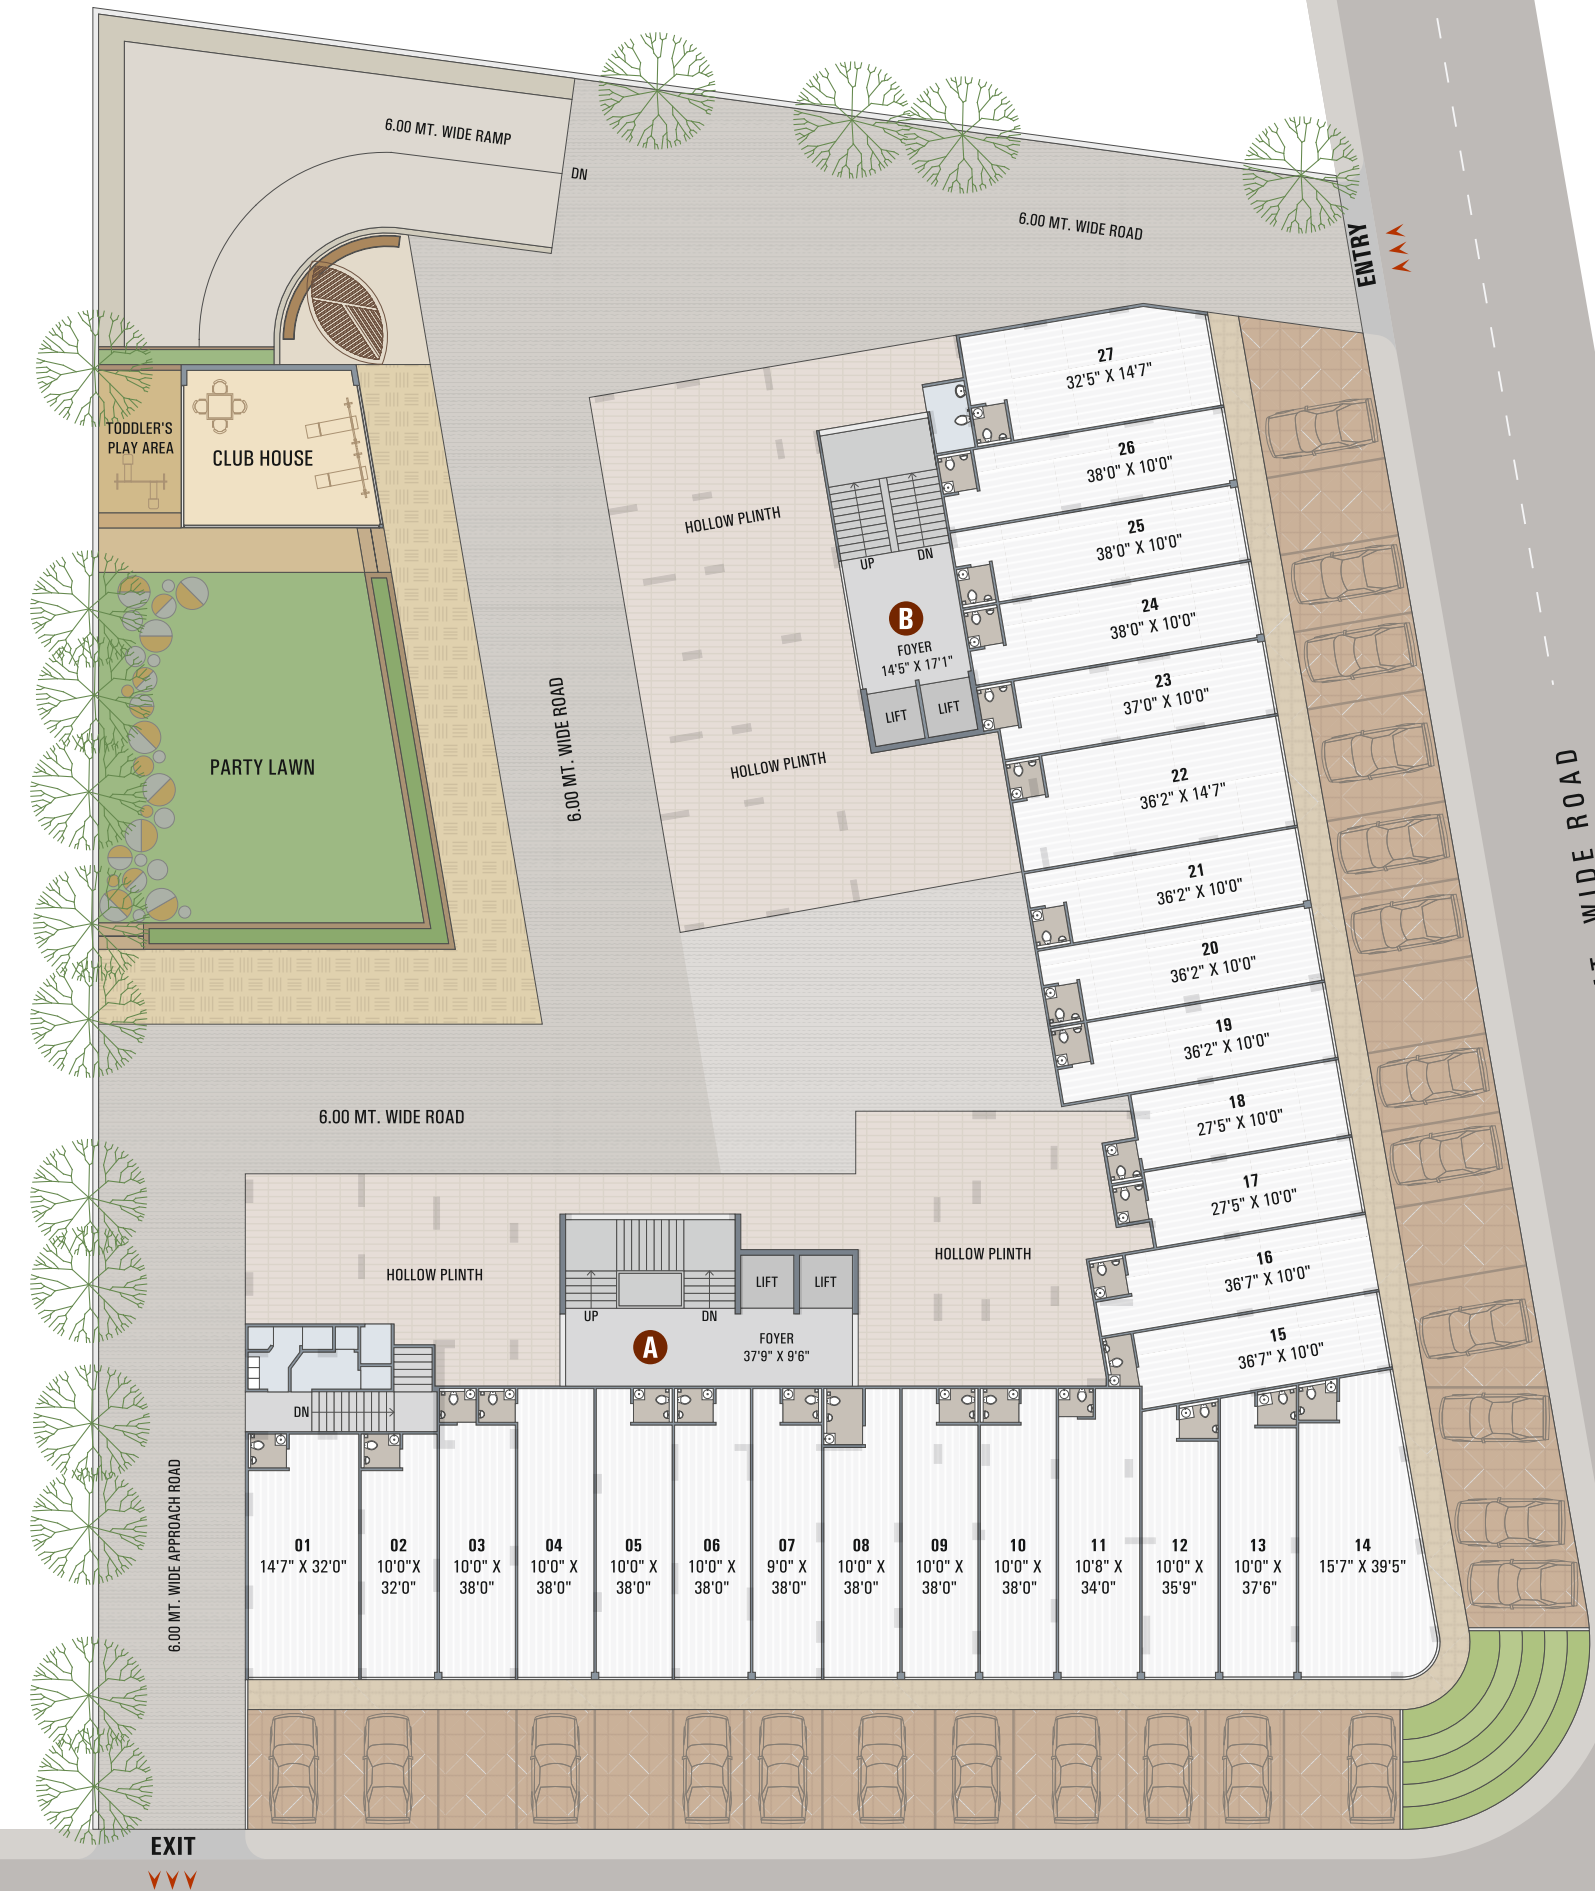 6.00 MT. WIDE RAMP
DN
6.00 MT. WIDE ROAD
ENTRY
TODDLER'S
PLAY AREA
CLUB HOUSE
PARTY LAWN
6.00 MT. WIDE ROAD
HOLLOW PLINTH
HOLLOW PLINTH
UP
DN
B
FOYER
14'5" X 17'1"
LIFT
LIFT
27
32'5" X 14'7"
26
38'0" X 10'0"
25
38'0" X 10'0"
24
38'0" X 10'0"
23
37'0" X 10'0"
22
36'2" X 14'7"
21
36'2" X 10'0"
20
36'2" X 10'0"
19
36'2" X 10'0"
18
27'5" X 10'0"
17
27'5" X 10'0"
16
36'7" X 10'0"
15
36'7" X 10'0"
WIDE ROAD
6.00 MT. WIDE ROAD
HOLLOW PLINTH
HOLLOW PLINTH
LIFT
LIFT
UP
DN
A
FOYER
37'9" X 9'6"
DN
6.00 MT. WIDE APPROACH ROAD
01
14'7" X 32'0"
02
10'0"X
32'0"
03
10'0" X
38'0"
04
10'0"X
38'0"
05
10'0" X
38'0"
06
10'0" X
38'0"
07
9'0" X
38'0"
08
10'0" X
38'0"
09
10'0" X
38'0"
10
10'0" X
38'0"
11
10'8" X
34'0"
12
10'0" X
35'9"
13
10'0" X
37'6"
14
15'7" X 39'5"
EXIT